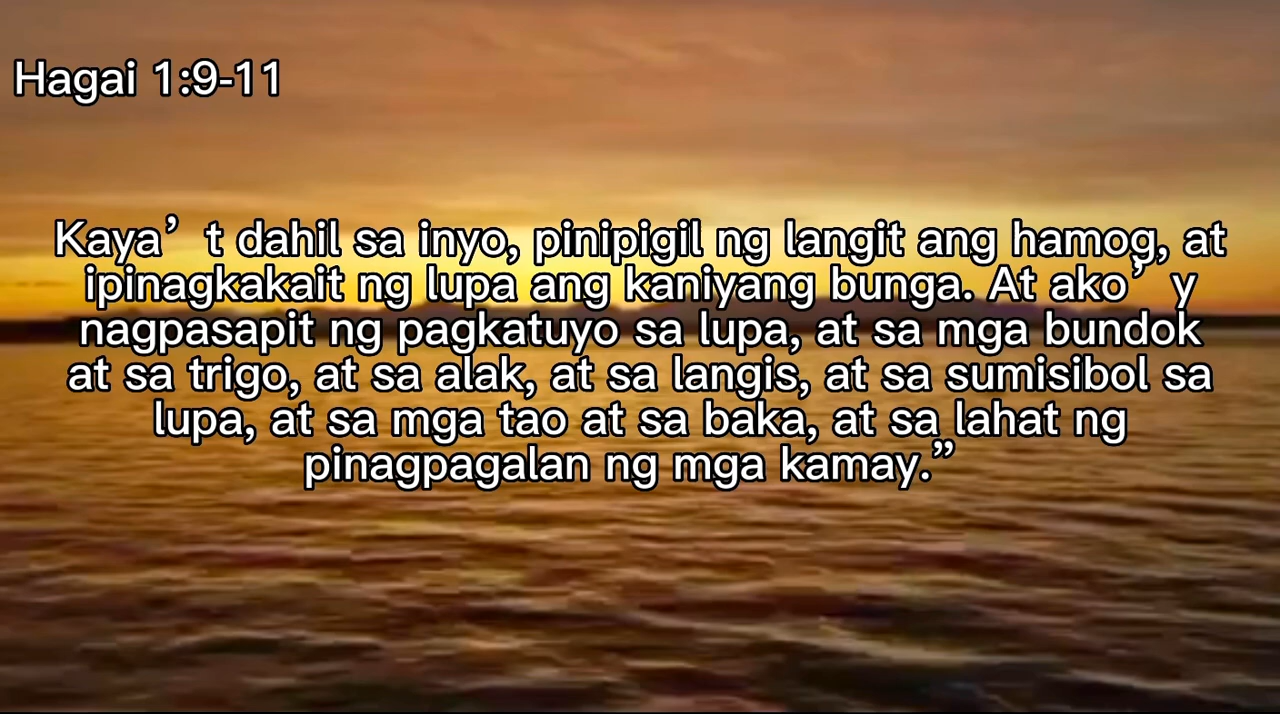 Hagai 1:9-11
Kaya’t dahil sa inyo, pinipigil ng langit ang hamog, at
ipinagkakait ng lupa ang kaniyang bunga. At ako’y
nagpasapit ng pagkatuyo sa lupa, at sa mga bundok
at sa trigo, at sa alak, at sa langis, at sa sumisibol sa
lupa, at sa mga tao at sa baka, at sa lahat ng
pinagpagalan ng mga kamay.”